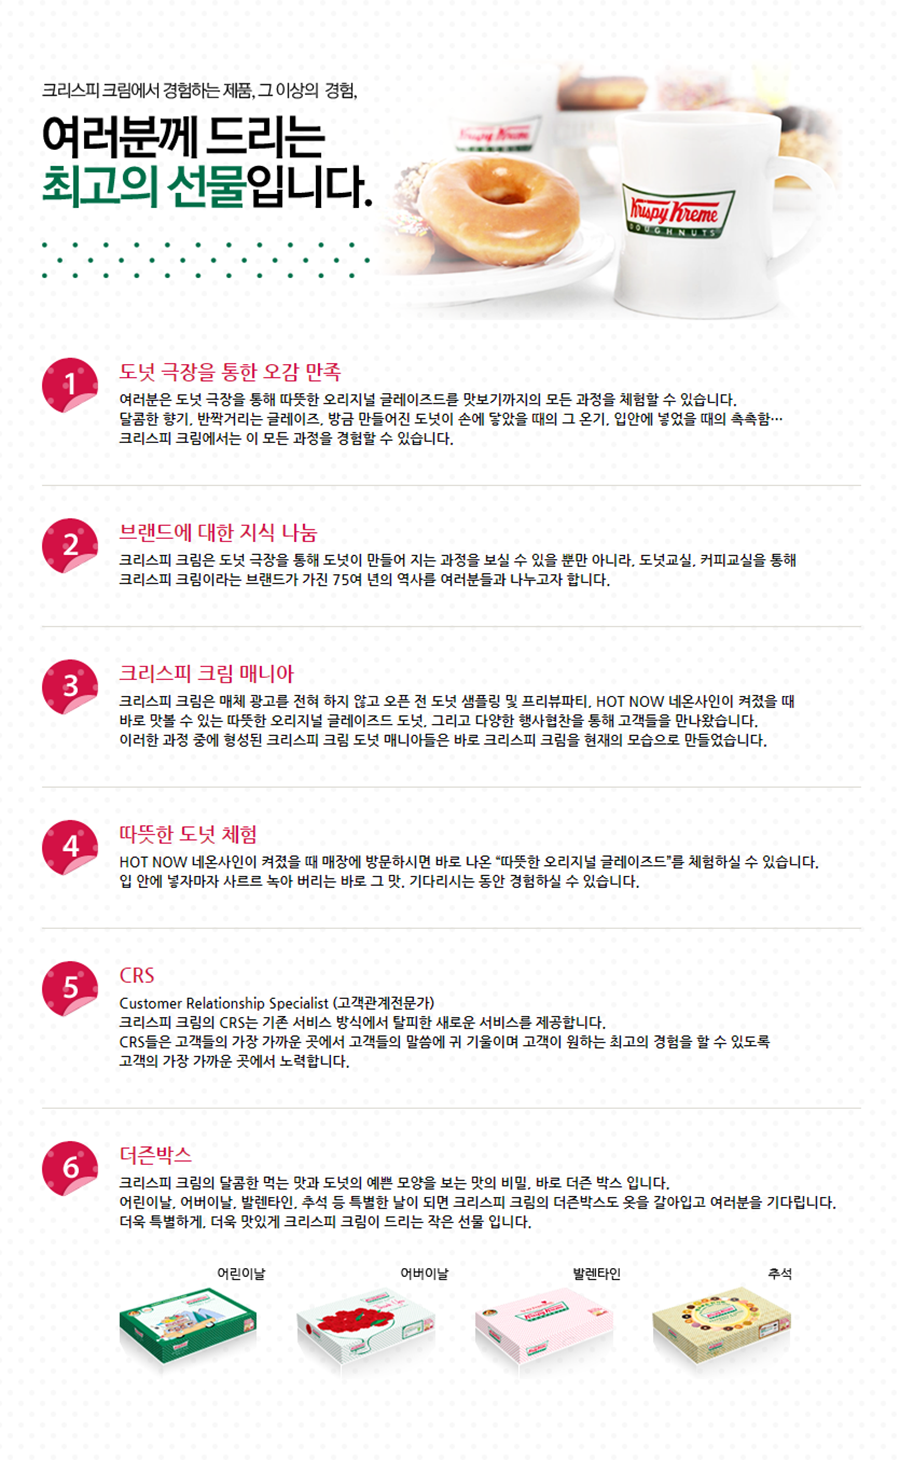 크리스피 크림에서 경험하는 제품, 그 이상의 경험,
여러분께 드리는
최고의 선물입니다.
Krispy Kreme
Krispy Kreme
DOUGHNUTS
1
도넛 극장을 통한 오감 만족
여러분은 도넛 극장을 통해 따뜻한 오리지널 글레이즈드를 맛보기까지의 모든 과정을 체험할 수 있습니다.
달콤한 향기, 반짝거리는 글레이즈, 방금 만들어진 도넛이 손에 닿았을 때의 그 온기, 입안에 넣었을 때의 촉촉함…
크리스피 크림에서는 이 모든 과정을 경험할 수 있습니다.
2
브랜드에 대한 지식 나눔
크리스피 크림은 도넛 극장을 통해 도넛이 만들어 지는 과정을 보실 수 있을 뿐만 아니라, 도넛교실, 커피교실을 통해
크리스피 크림이라는 브랜드가 가진 75여 년의 역사를 여러분들과 나누고자 합니다.
3
크리스피 크림 매니아
크리스피 크림은 매체 광고를 전혀 하지 않고 오픈 전 도넛 샘플링 및 프리뷰파티, HOT NOW 네온사인이 켜졌을 때
바로 맛볼 수 있는 따뜻한 오리지널 글레이즈드 도넛, 그리고 다양한 행사협찬을 통해 고객들을 만나왔습니다.
이러한 과정 중에 형성된 크리스피 크림 도넛 매니아들은 바로 크리스피 크림을 현재의 모습으로 만들었습니다.
4
따뜻한 도넛 체험
HOT NOW 네온사인이 켜졌을 때 매장에 방문하시면 바로 나온 “따뜻한 오리지널 글레이즈드”를 체험하실 수 있습니다.
입 안에 넣자마자 사르르 녹아 버리는 바로 그 맛, 기다리시는 동안 경험하실 수 있습니다.
5
CRS
Customer Relationship Specialist (고객관계전문가)
크리스피 크림의 CRS는 기존 서비스 방식에서 탈피한 새로운 서비스를 제공합니다.
CRS들은 고객들의 가장 가까운 곳에서 고객들의 말씀에 귀 기울이며 고객이 원하는 최고의 경험을 할 수 있도록
고객의 가장 가까운 곳에서 노력합니다.
6
더즌박스
크리스피 크림의 달콤한 먹는 맛과 도넛의 예쁜 모양을 보는 맛의 비밀, 바로 더즌 박스 입니다.
어린이날, 어버이날, 발렌타인, 추석 등 특별한 날이 되면 크리스피 크림의 더즌박스도 옷을 갈아입고 여러분을 기다립니다.
더욱 특별하게, 더욱 맛있게 크리스피 크림이 드리는 작은 선물 입니다.
어린이날
어버이날
발렌타인
추석